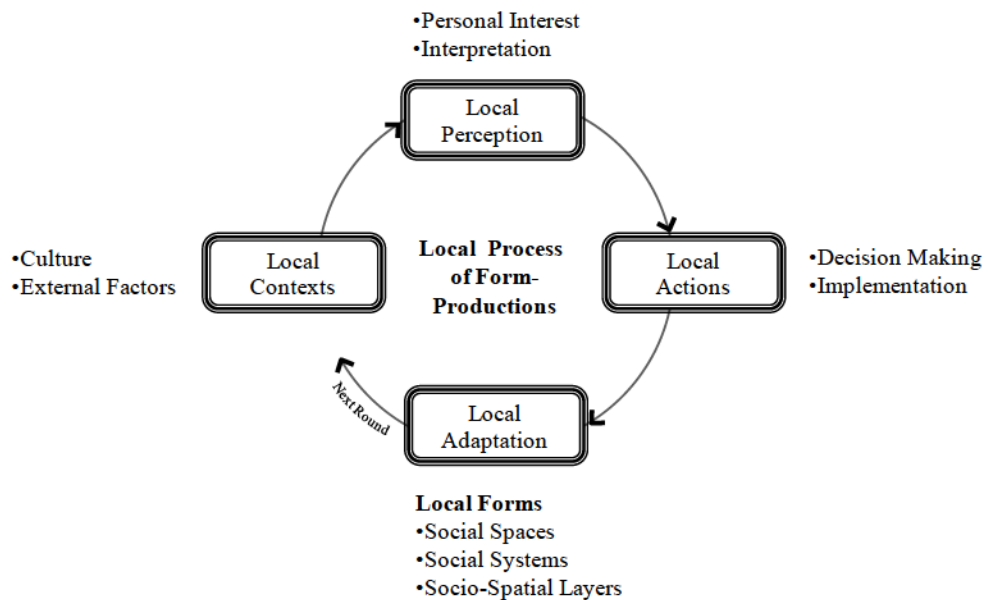 •Personal Interest
•Interpretation
Local
Perception
•Culture
•External Factors
Local
Contexts
Local Process
of Form-
Productions
Local
Actions
•Decision Making
•Implementation
Next Round
Local
Adaptation
Local Forms
•Social Spaces
•Social Systems
•Socio-Spatial Layers